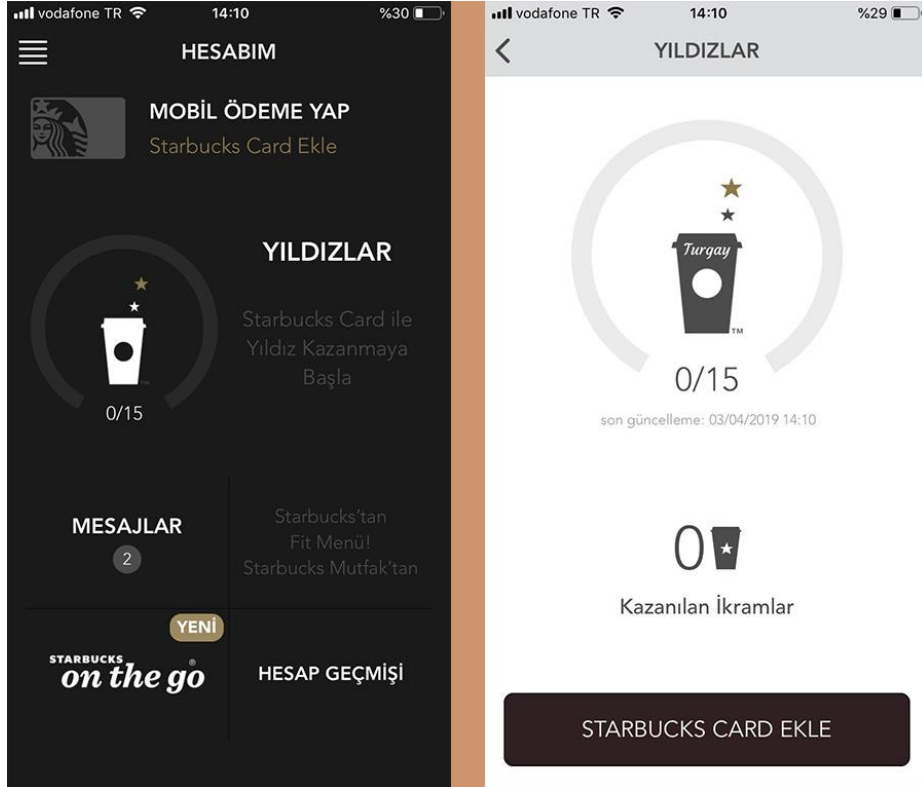 vodafone TR 14:10 %30
HESABIM
MOBİL ÖDEME YAP
Starbucks Card Ekle
YILDIZLAR
Starbucks Card ile
Yıldız Kazanmaya
Başla
0/15
MESAJLAR
2
Starbucks'tan
Fit Menü!
Starbucks Mutfak'tan
YENİ
STARBUCKS
on the go®
HESAP GEÇMİŞİ
vodafone TR 14:10 %29
YILDIZLAR
Turgay
TM
0/15
son güncelleme: 03/04/2019 14:10
0
Kazanılan İkramlar
STARBUCKS CARD EKLE